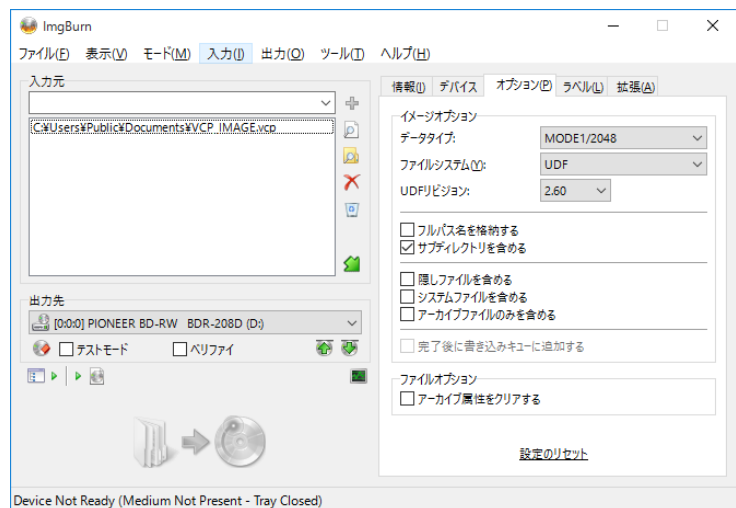 ImgBurn
ファイル(F) 表示(V) モード(M) 入力(I) 出力(O) ツール(T) ヘルプ(H)
入力元
C:¥Users¥Public¥Documents¥VCP_IMAGE.vcp
出力先
[0:0:0] PIONEER BD-RW BDR-208D (D:)
テストモード ベリファイ
情報(I) デバイス オプション(P) ラベル(L) 拡張(A)
イメージオプション
データタイプ: MODE1/2048
ファイルシステム(Y): UDF
UDFリビジョン: 2.60
フルパス名を格納する
サブディレクトリを含める
隠しファイルを含める
システムファイルを含める
アーカイブファイルのみを含める
完了後に書き込みキューに追加する
ファイルオプション
アーカイブ属性をクリアする
設定のリセット
Device Not Ready (Medium Not Present - Tray Closed)